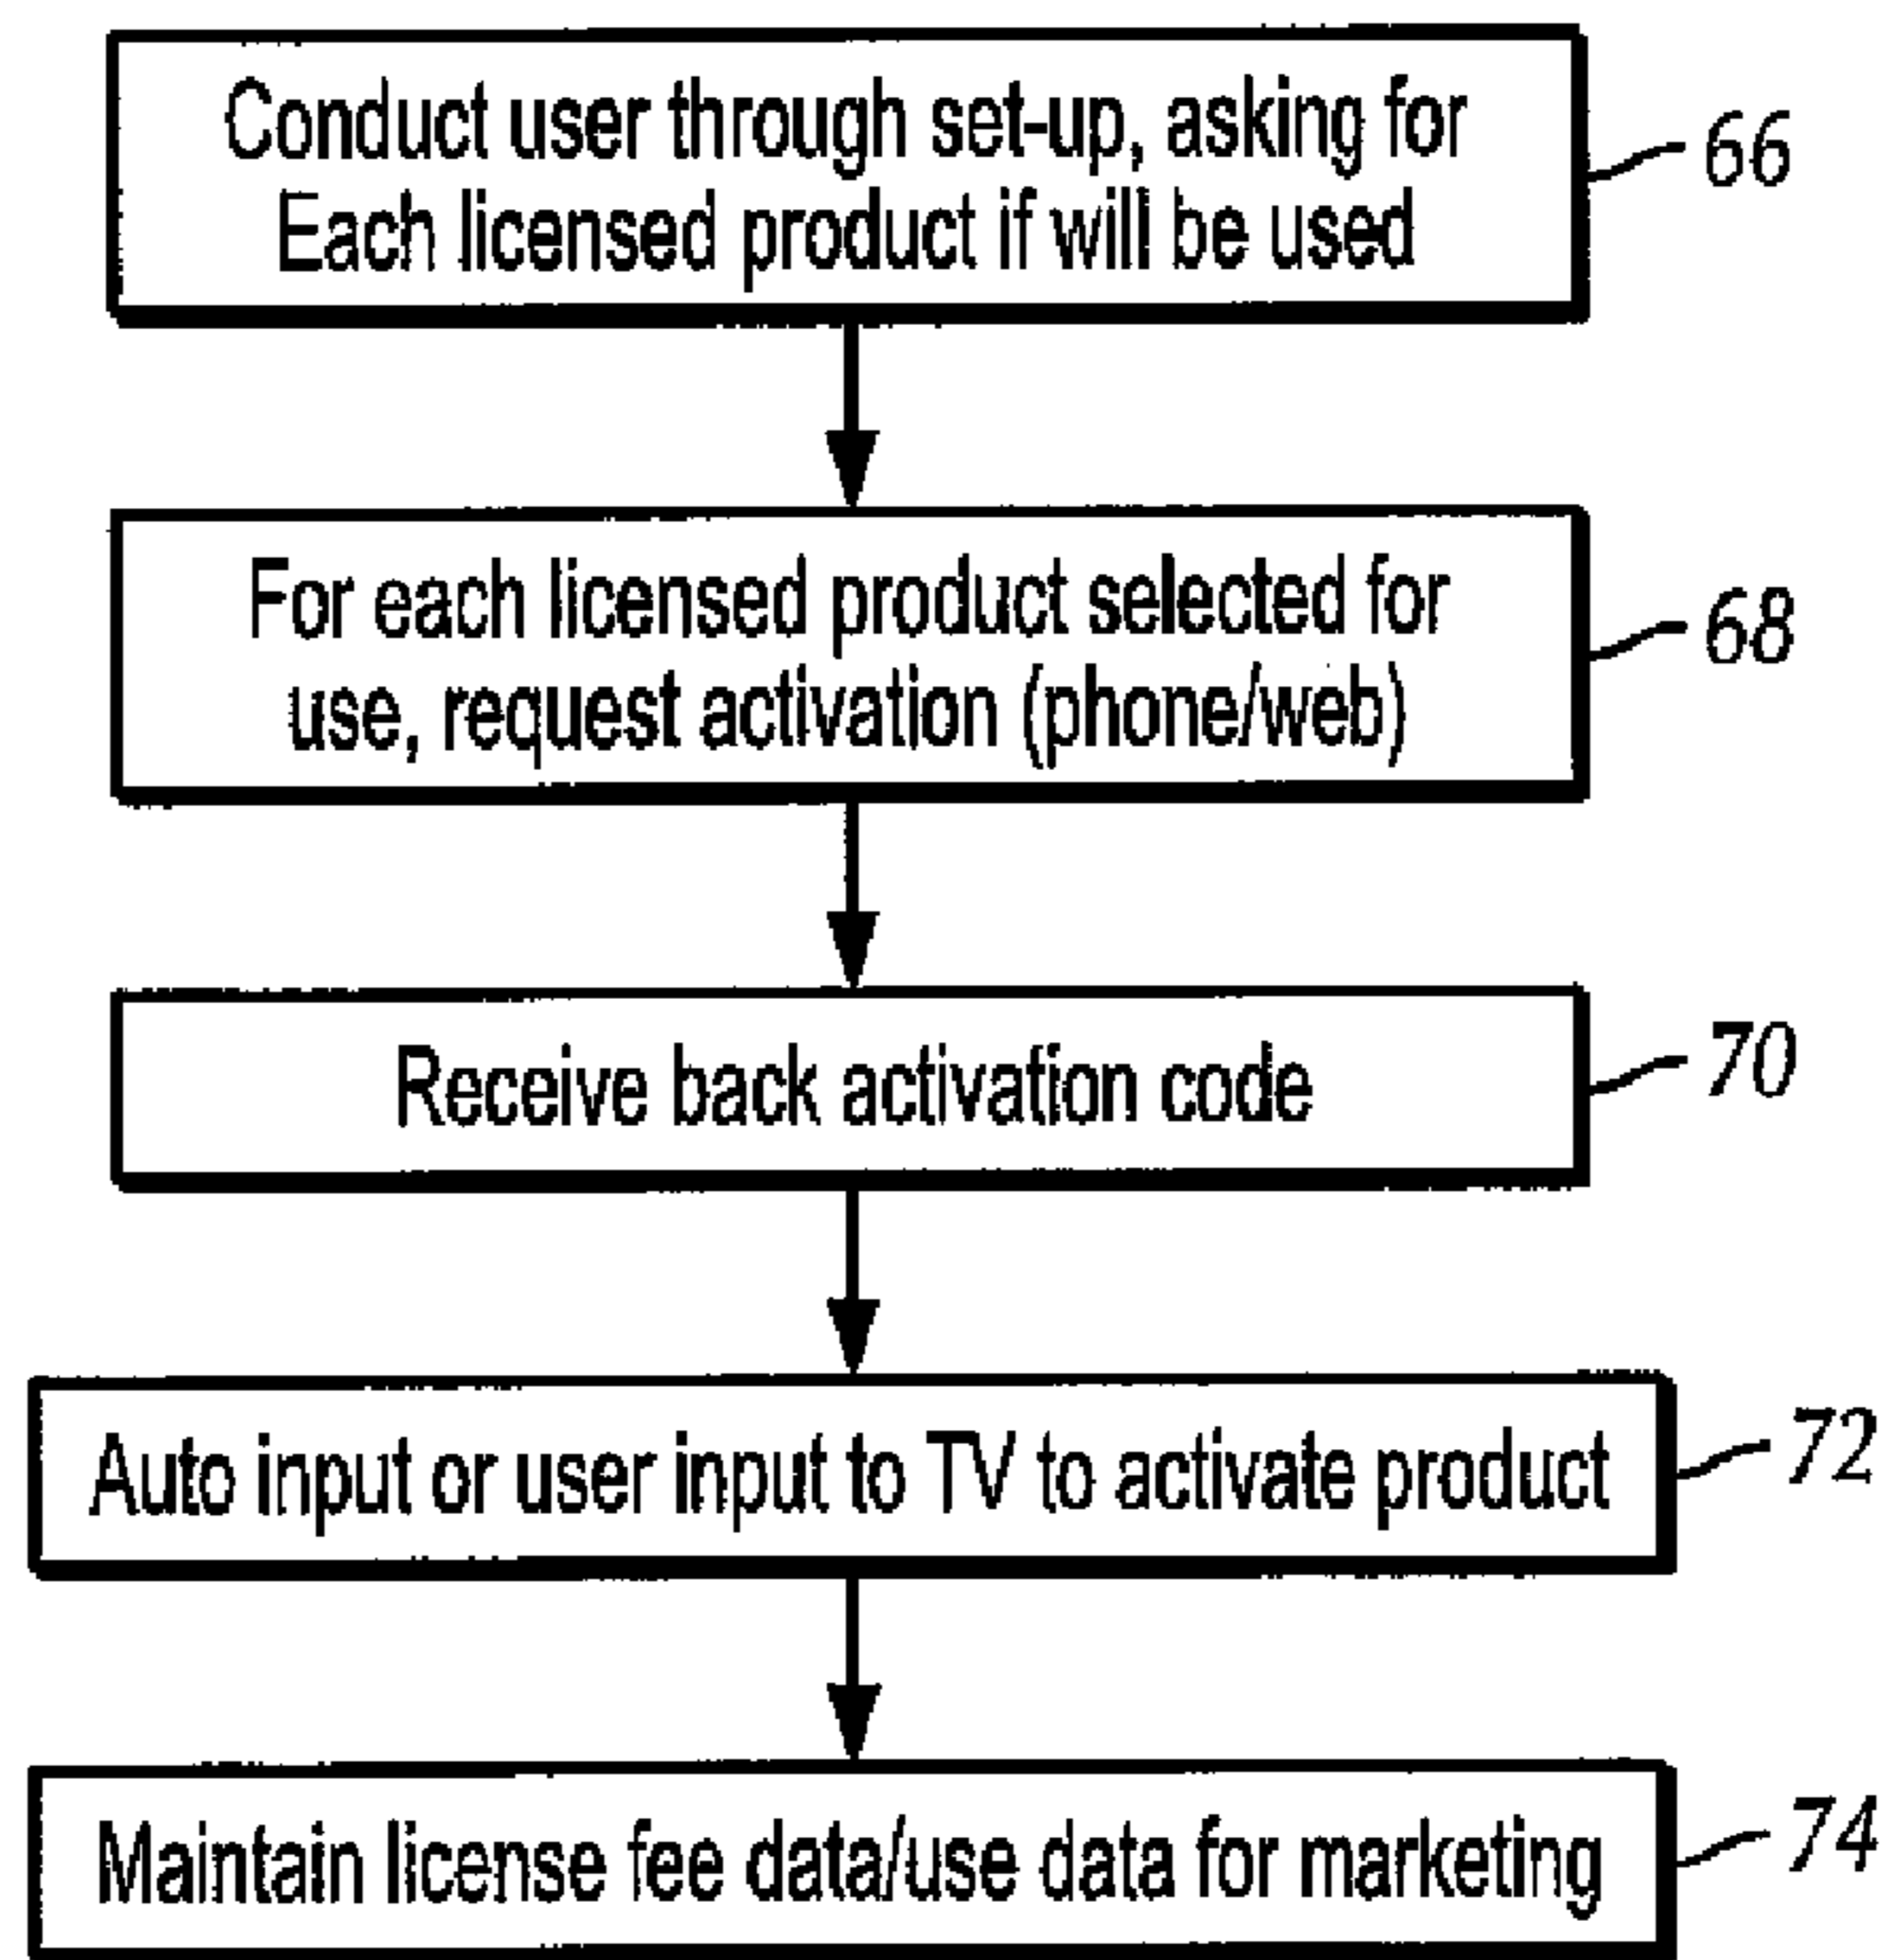 Conduct user through set-up, asking for
Each licensed product if will be used
66
For each licensed product selected for
use, request activation (phone/web)
68
Receive back activation code
70
Auto input or user input to TV to activate product
72
Maintain license fee data/use data for marketing
74